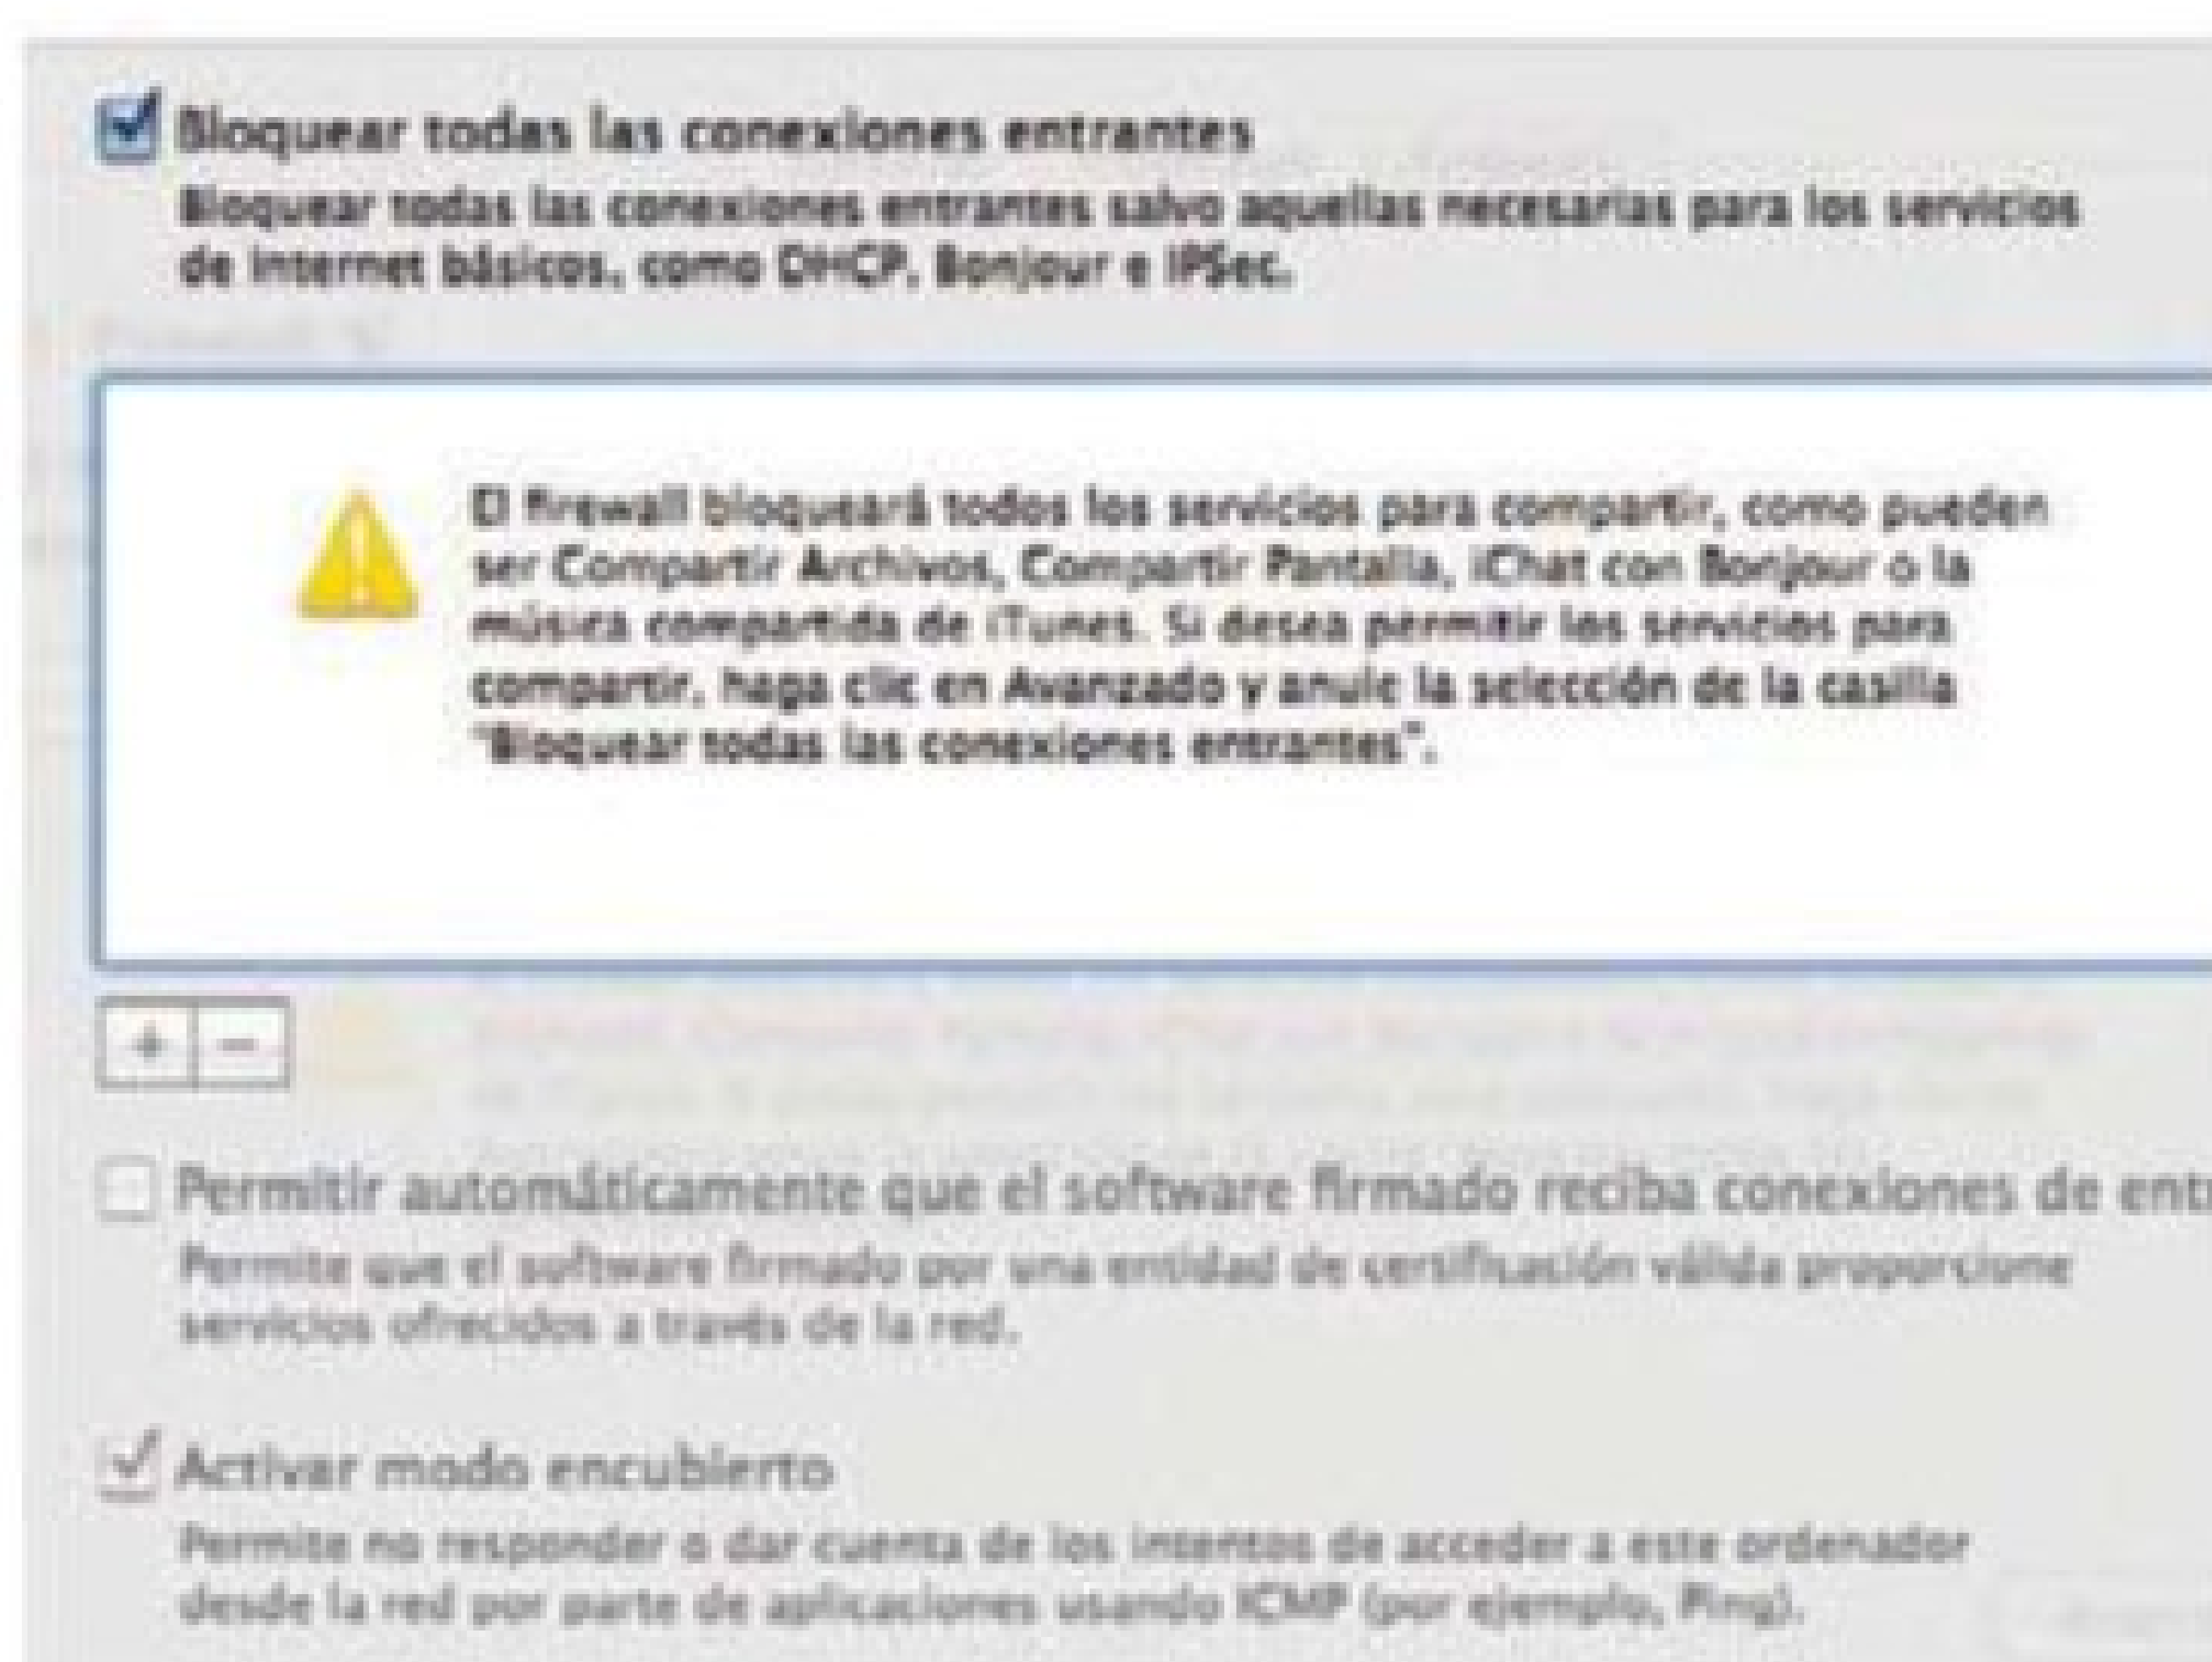 Bloquear todas las conexiones entrantes
Bloquear todas las conexiones entrantes salvo aquellas necesarias para los servicios
de Internet básicos, como DHCP, Bonjour e IPSec.
El firewall bloqueará todos los servicios para compartir, como pueden
ser Compartir Archivos, Compartir Pantalla, iChat con Bonjour o la
música compartida de iTunes. Si desea permitir los servicios para
compartir, haga clic en Avanzado y anule la selección de la casilla
"Bloquear todas las conexiones entrantes".
+ −
Permitir automáticamente que el software firmado reciba conexiones de entr
Permite que el software firmado por una entidad de certificación válida proporcione
servicios ofrecidos a través de la red.
Activar modo encubierto
Permite no responder o dar cuenta de los intentos de acceder a este ordenador
desde la red por parte de aplicaciones usando ICMP (por ejemplo, Ping).